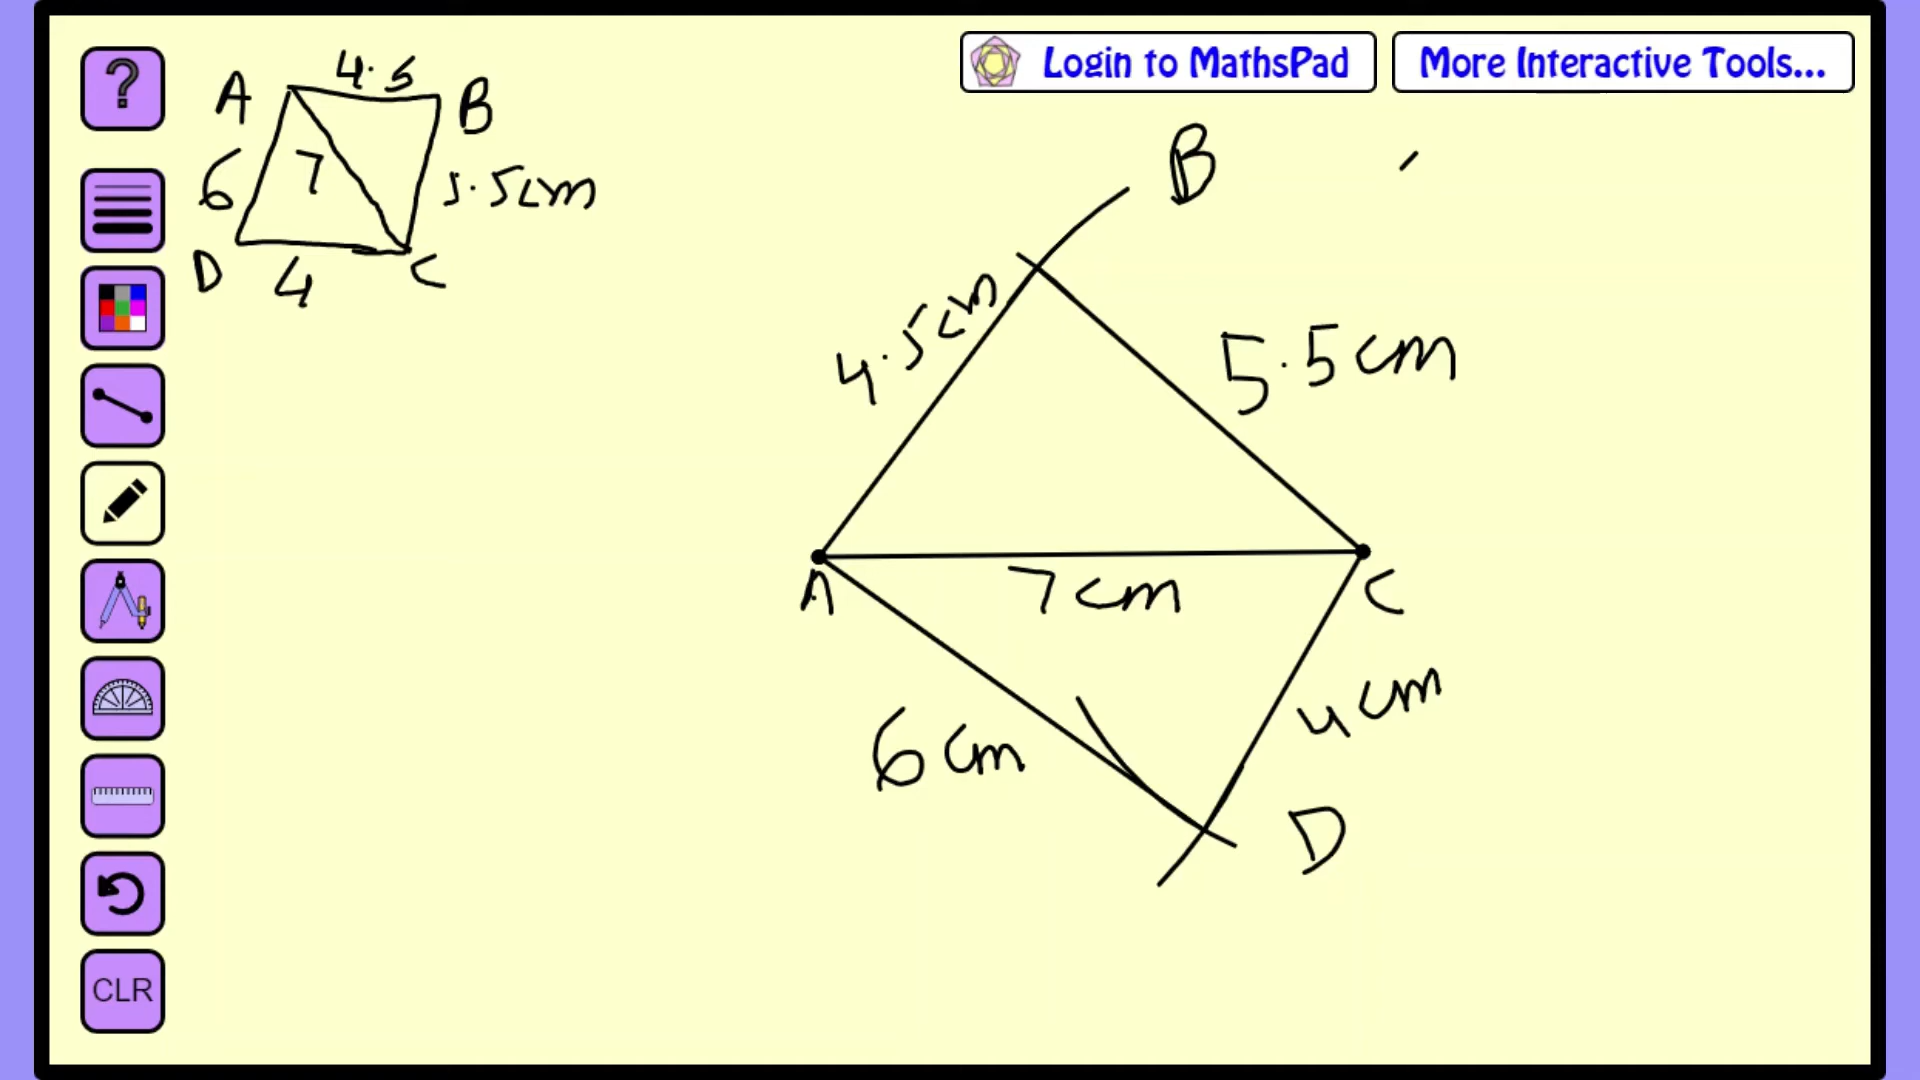 Login to MathsPad
More Interactive Tools...
?
A
4.5
B
6
7
5.5cm
D
4
C
B
4.5cm
5.5cm
A
7cm
C
6cm
4cm
D
CLR